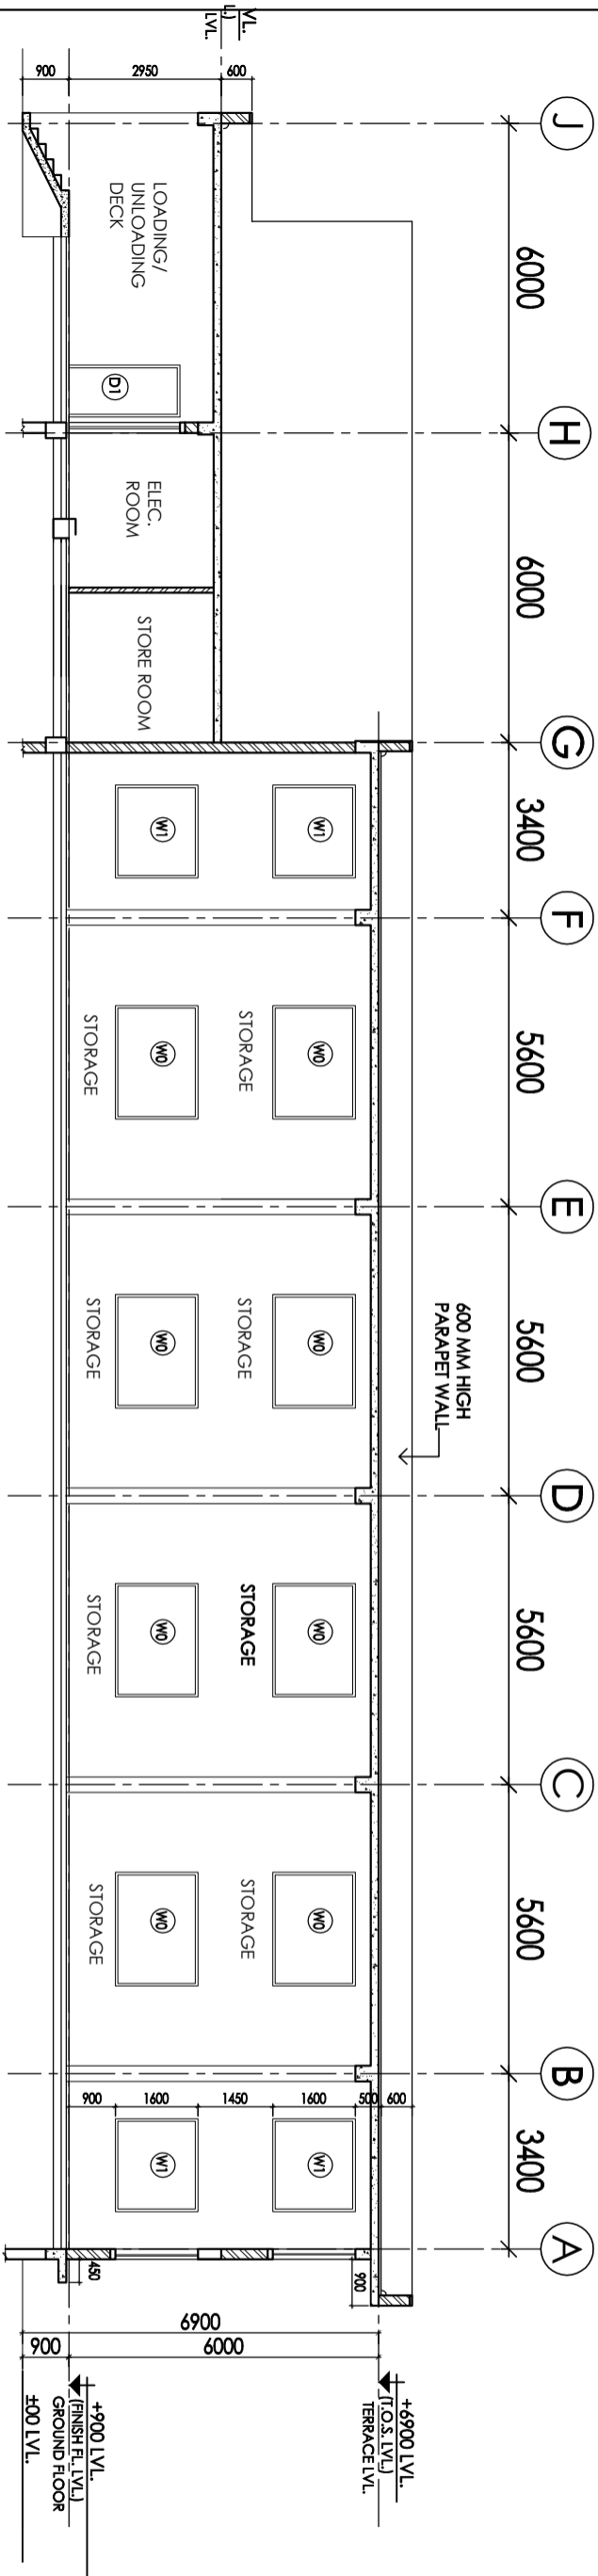 J
H
G
F
E
D
C
B
A
6000
6000
3400
5600
5600
5600
5600
3400
600 MM HIGH
PARAPET WALL
VL.
L.)
LVL.
600
2950
900
LOADING/
UNLOADING
DECK
D1
ELEC.
ROOM
STORE ROOM
W1
W0
W0
W0
W0
W1
STORAGE
STORAGE
STORAGE
STORAGE
W1
W0
W0
W0
W0
W1
STORAGE
STORAGE
STORAGE
STORAGE
600
500
1600
1450
1600
900
900
450
6900
6000
900
+6900 LVL.
(T.O.S. LVL.)
TERRACE LVL.
+900 LVL.
(FINISH FL. LVL.)
GROUND FLOOR
±00 LVL.